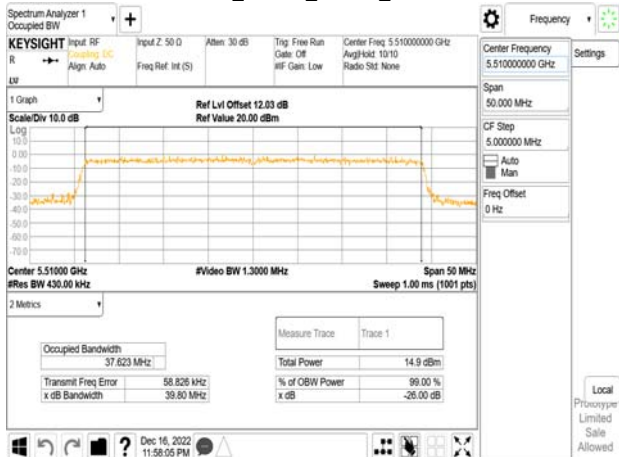 Spectrum Analyzer 1
Occupied BW
Frequency
KEYSIGHT Input: RF Input Z: 50 Ω Atten: 30 dB Trig: Free Run Center Freq: 5.510000000 GHz
Coupling: DC Gate: Off Avg|Hold: 10/10
R Align: Auto Freq Ref: Int (S) #IF Gain: Low Radio Std: None
Center Frequency
5.510000000 GHz
Settings
Span
50.000 MHz
CF Step
5.000000 MHz
Auto
Man
Freq Offset
0 Hz
1 Graph
Ref Lvl Offset 12.03 dB
Scale/Div 10.0 dB Ref Value 20.00 dBm
Log
10.0
0.00
-10.0
-20.0
-30.0
-40.0
-50.0
-60.0
-70.0
Center 5.51000 GHz #Video BW 1.3000 MHz Span 50 MHz
#Res BW 430.00 kHz Sweep 1.00 ms (1001 pts)
2 Metrics
Measure Trace Trace 1
Occupied Bandwidth
37.623 MHz Total Power 14.9 dBm
Transmit Freq Error 58.826 kHz % of OBW Power 99.00 %
x dB Bandwidth 39.80 MHz x dB -26.00 dB
Local
Prototype
Limited
Sale
Allowed
Dec 16, 2022
11:58:05 PM